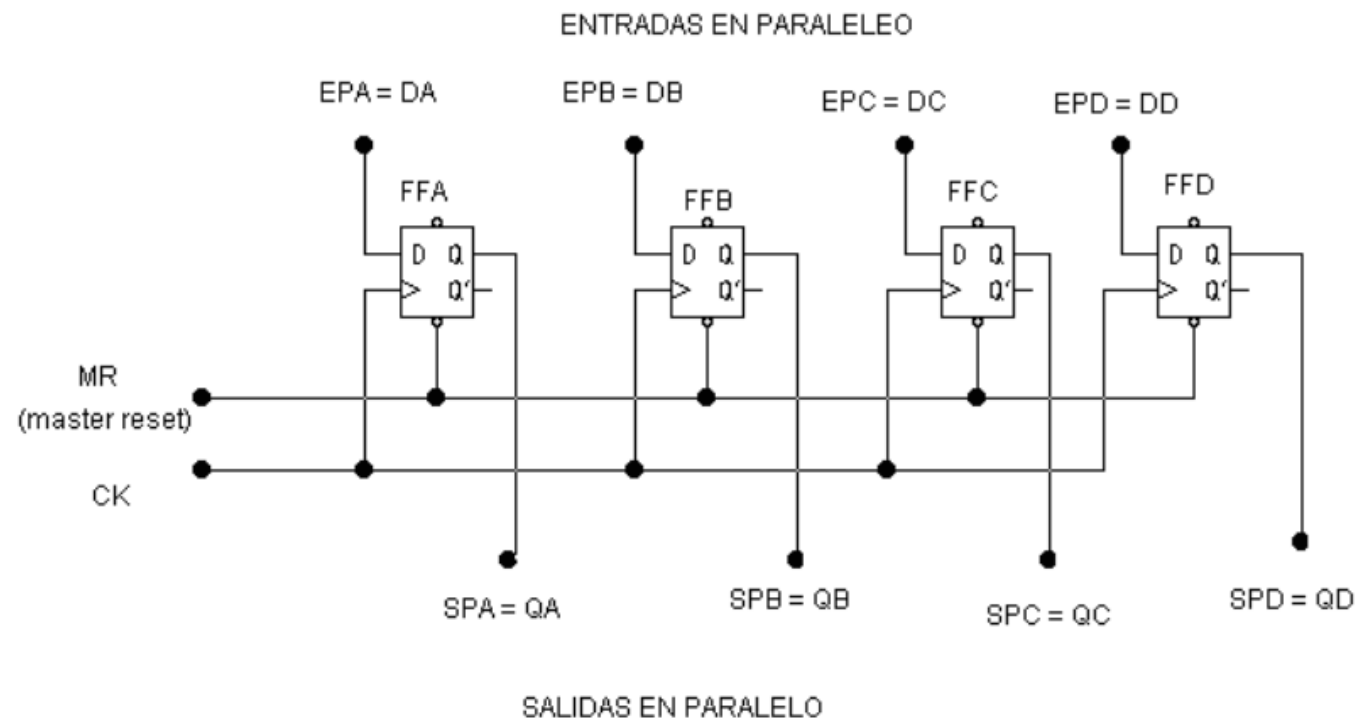 ENTRADAS EN PARALELEO
EPA = DA
EPB = DB
EPC = DC
EPD = DD
FFA
FFB
FFC
FFD
D Q
Q'
D Q
Q'
D Q
Q'
D Q
Q'
MR
(master reset)
CK
SPA = QA
SPB = QB
SPC = QC
SPD = QD
SALIDAS EN PARALELO